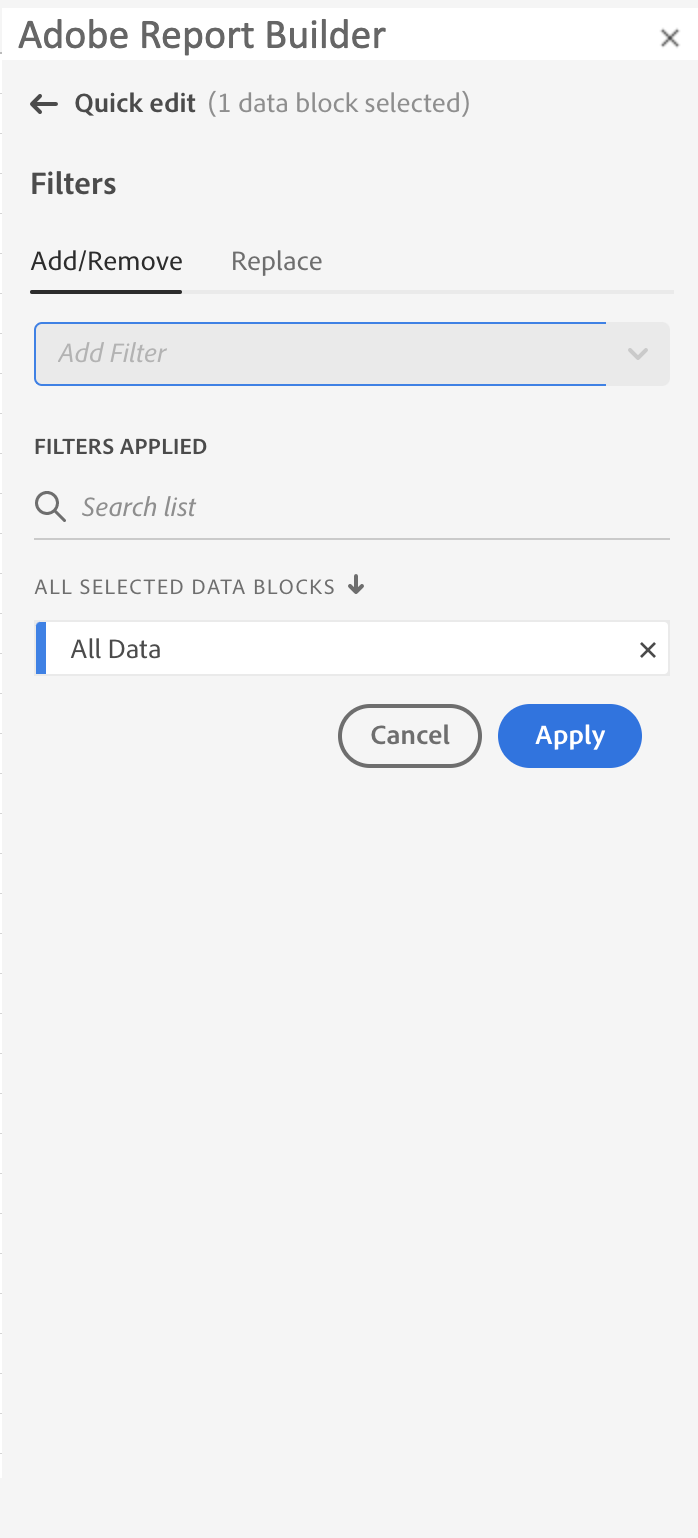 Adobe Report Builder
Quick edit (1 data block selected)
Filters
Add/Remove Replace
Add Filter
FILTERS APPLIED
Search list
ALL SELECTED DATA BLOCKS
All Data
Cancel Apply